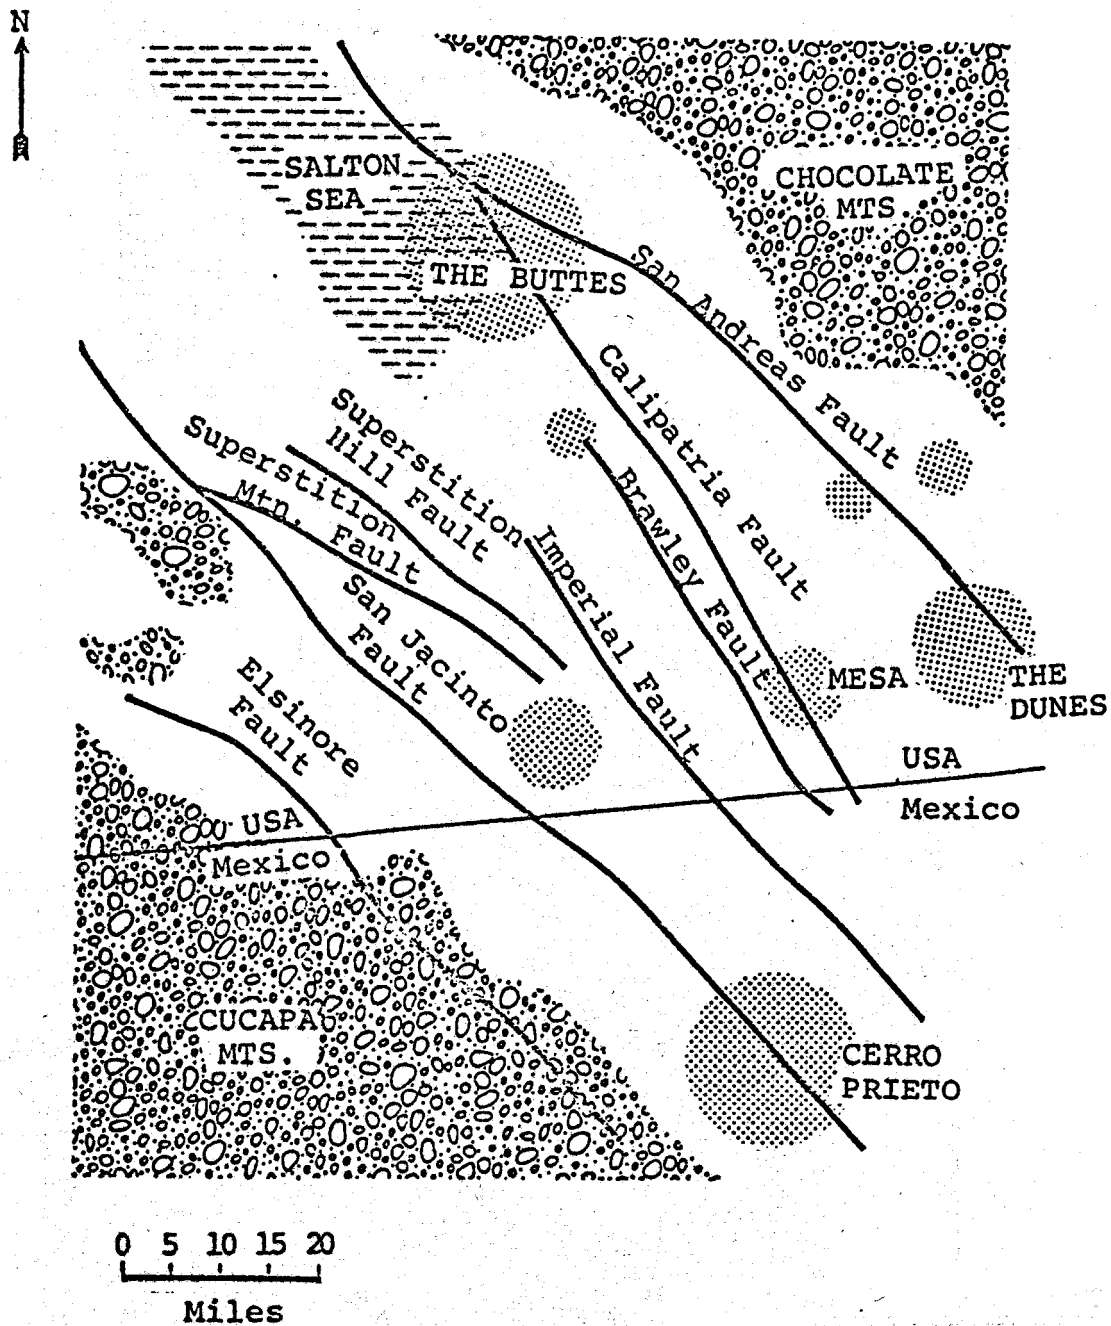 N
SALTON
SEA
CHOCOLATE
MTS
THE BUTTES
San Andreas Fault
Calipatria Fault
Superstition
Hill Fault
Superstition
Mtn. Fault
Brawley Fault
Imperial Fault
San Jacinto
Fault
Elsinore
Fault
MESA
THE
DUNES
USA
Mexico
USA
Mexico
CUCAPA
MTS.
CERRO
PRIETO
0 5 10 15 20
Miles